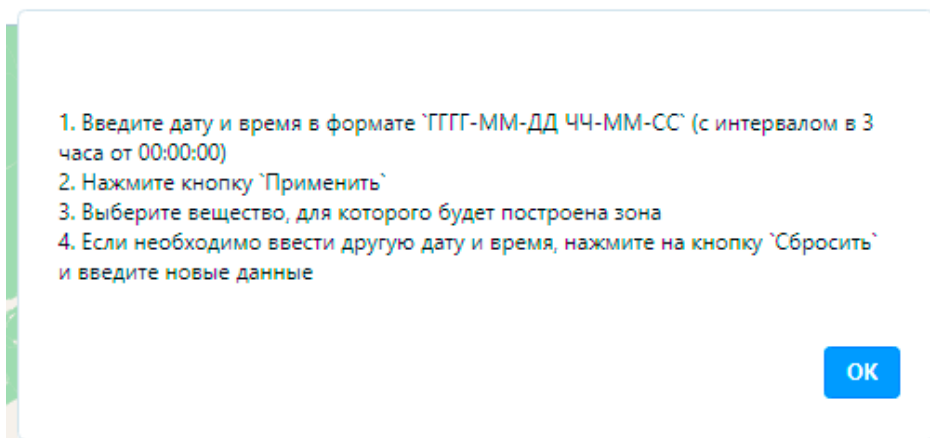 1. Введите дату и время в формате `ГГГГ-ММ-ДД ЧЧ-ММ-СС` (с интервалом в 3
часа от 00:00:00)
2. Нажмите кнопку `Применить`
3. Выберите вещество, для которого будет построена зона
4. Если необходимо ввести другую дату и время, нажмите на кнопку `Сбросить`
и введите новые данные
OK